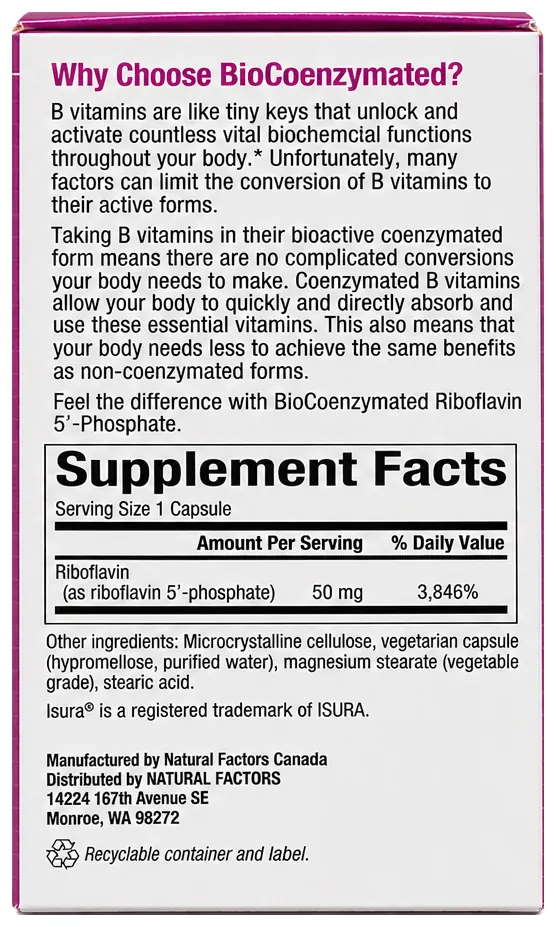 Why Choose BioCoenzymated?
B vitamins are like tiny keys that unlock and
activate countless vital biochemcial functions
throughout your body.* Unfortunately, many
factors can limit the conversion of B vitamins to
their active forms.
Taking B vitamins in their bioactive coenzymated
form means there are no complicated conversions
your body needs to make. Coenzymated B vitamins
allow your body to quickly and directly absorb and
use these essential vitamins. This also means that
your body needs less to achieve the same benefits
as non-coenzymated forms.
Feel the difference with BioCoenzymated Riboflavin
5’-Phosphate.
Supplement Facts
Serving Size 1 Capsule
Amount Per Serving % Daily Value
Riboflavin
(as riboflavin 5’-phosphate) 50 mg 3,846%
Other ingredients: Microcrystalline cellulose, vegetarian capsule
(hypromellose, purified water), magnesium stearate (vegetable
grade), stearic acid.
Isura® is a registered trademark of ISURA.
Manufactured by Natural Factors Canada
Distributed by NATURAL FACTORS
14224 167th Avenue SE
Monroe, WA 98272
Recyclable container and label.